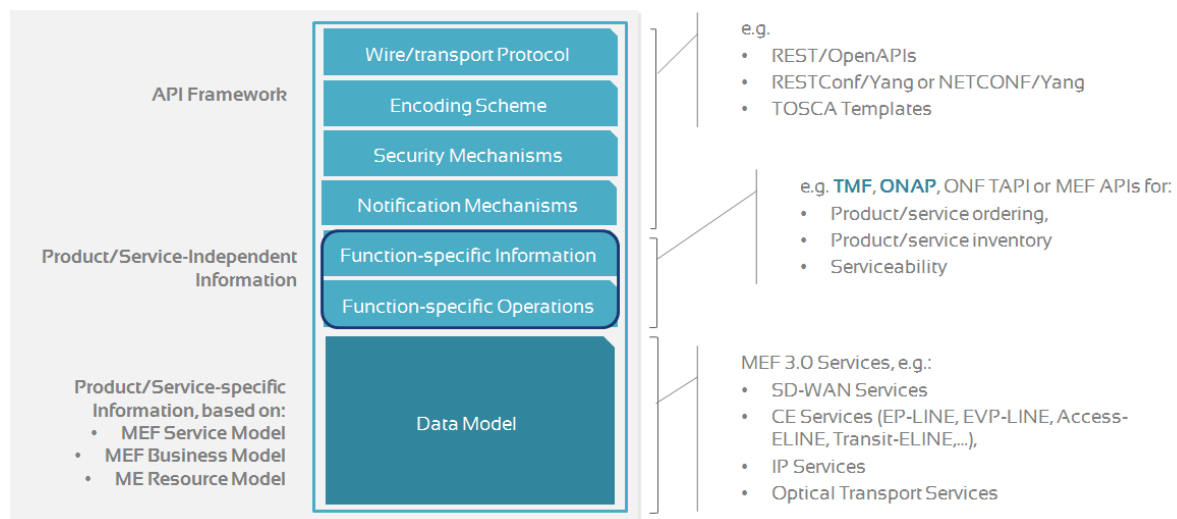 API Framework
Product/Service-Independent
Information
Product/Service-specific
Information, based on:
• MEF Service Model
• MEF Business Model
• ME Resource Model
Wire/transport Protocol
Encoding Scheme
Security Mechanisms
Notification Mechanisms
Function-specific Information
Function-specific Operations
Data Model
e.g.
• REST/OpenAPIs
• RESTConf/Yang or NETCONF/Yang
• TOSCA Templates
e.g. TMF, ONAP, ONF TAPI or MEF APIs for:
• Product/service ordering,
• Product/service inventory
• Serviceability
MEF 3.0 Services, e.g.:
• SD-WAN Services
• CE Services (EP-LINE, EVP-LINE, Access-
ELINE, Transit-ELINE,...),
• IP Services
• Optical Transport Services